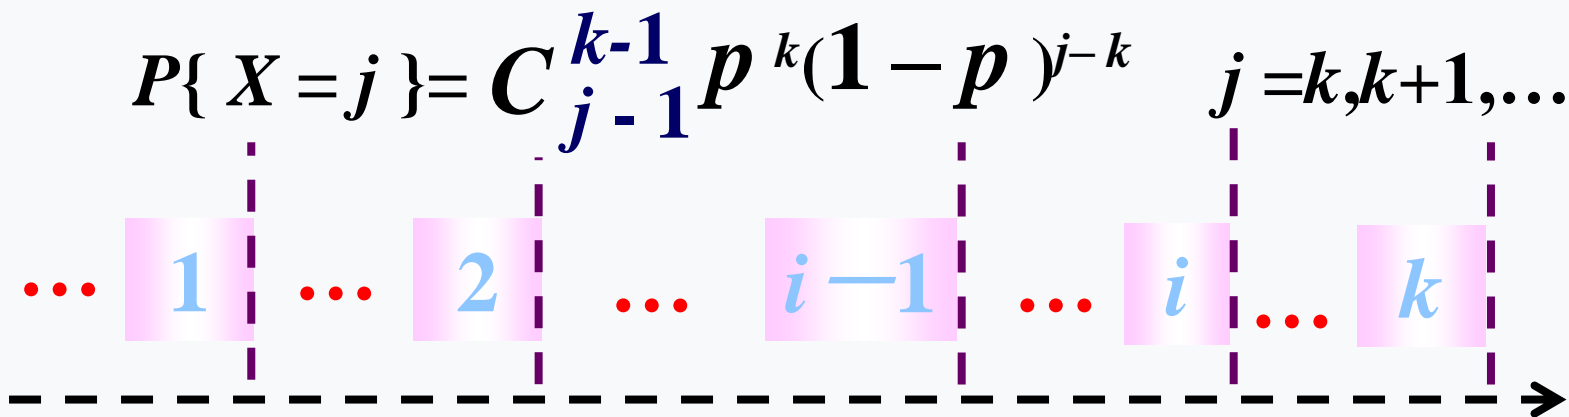 P{ X = j }= C_{j - 1}^{k-1} p^k (1 − p)^{j− k} j =k,k+1,…
… 1 … 2 … i −1 … i … k